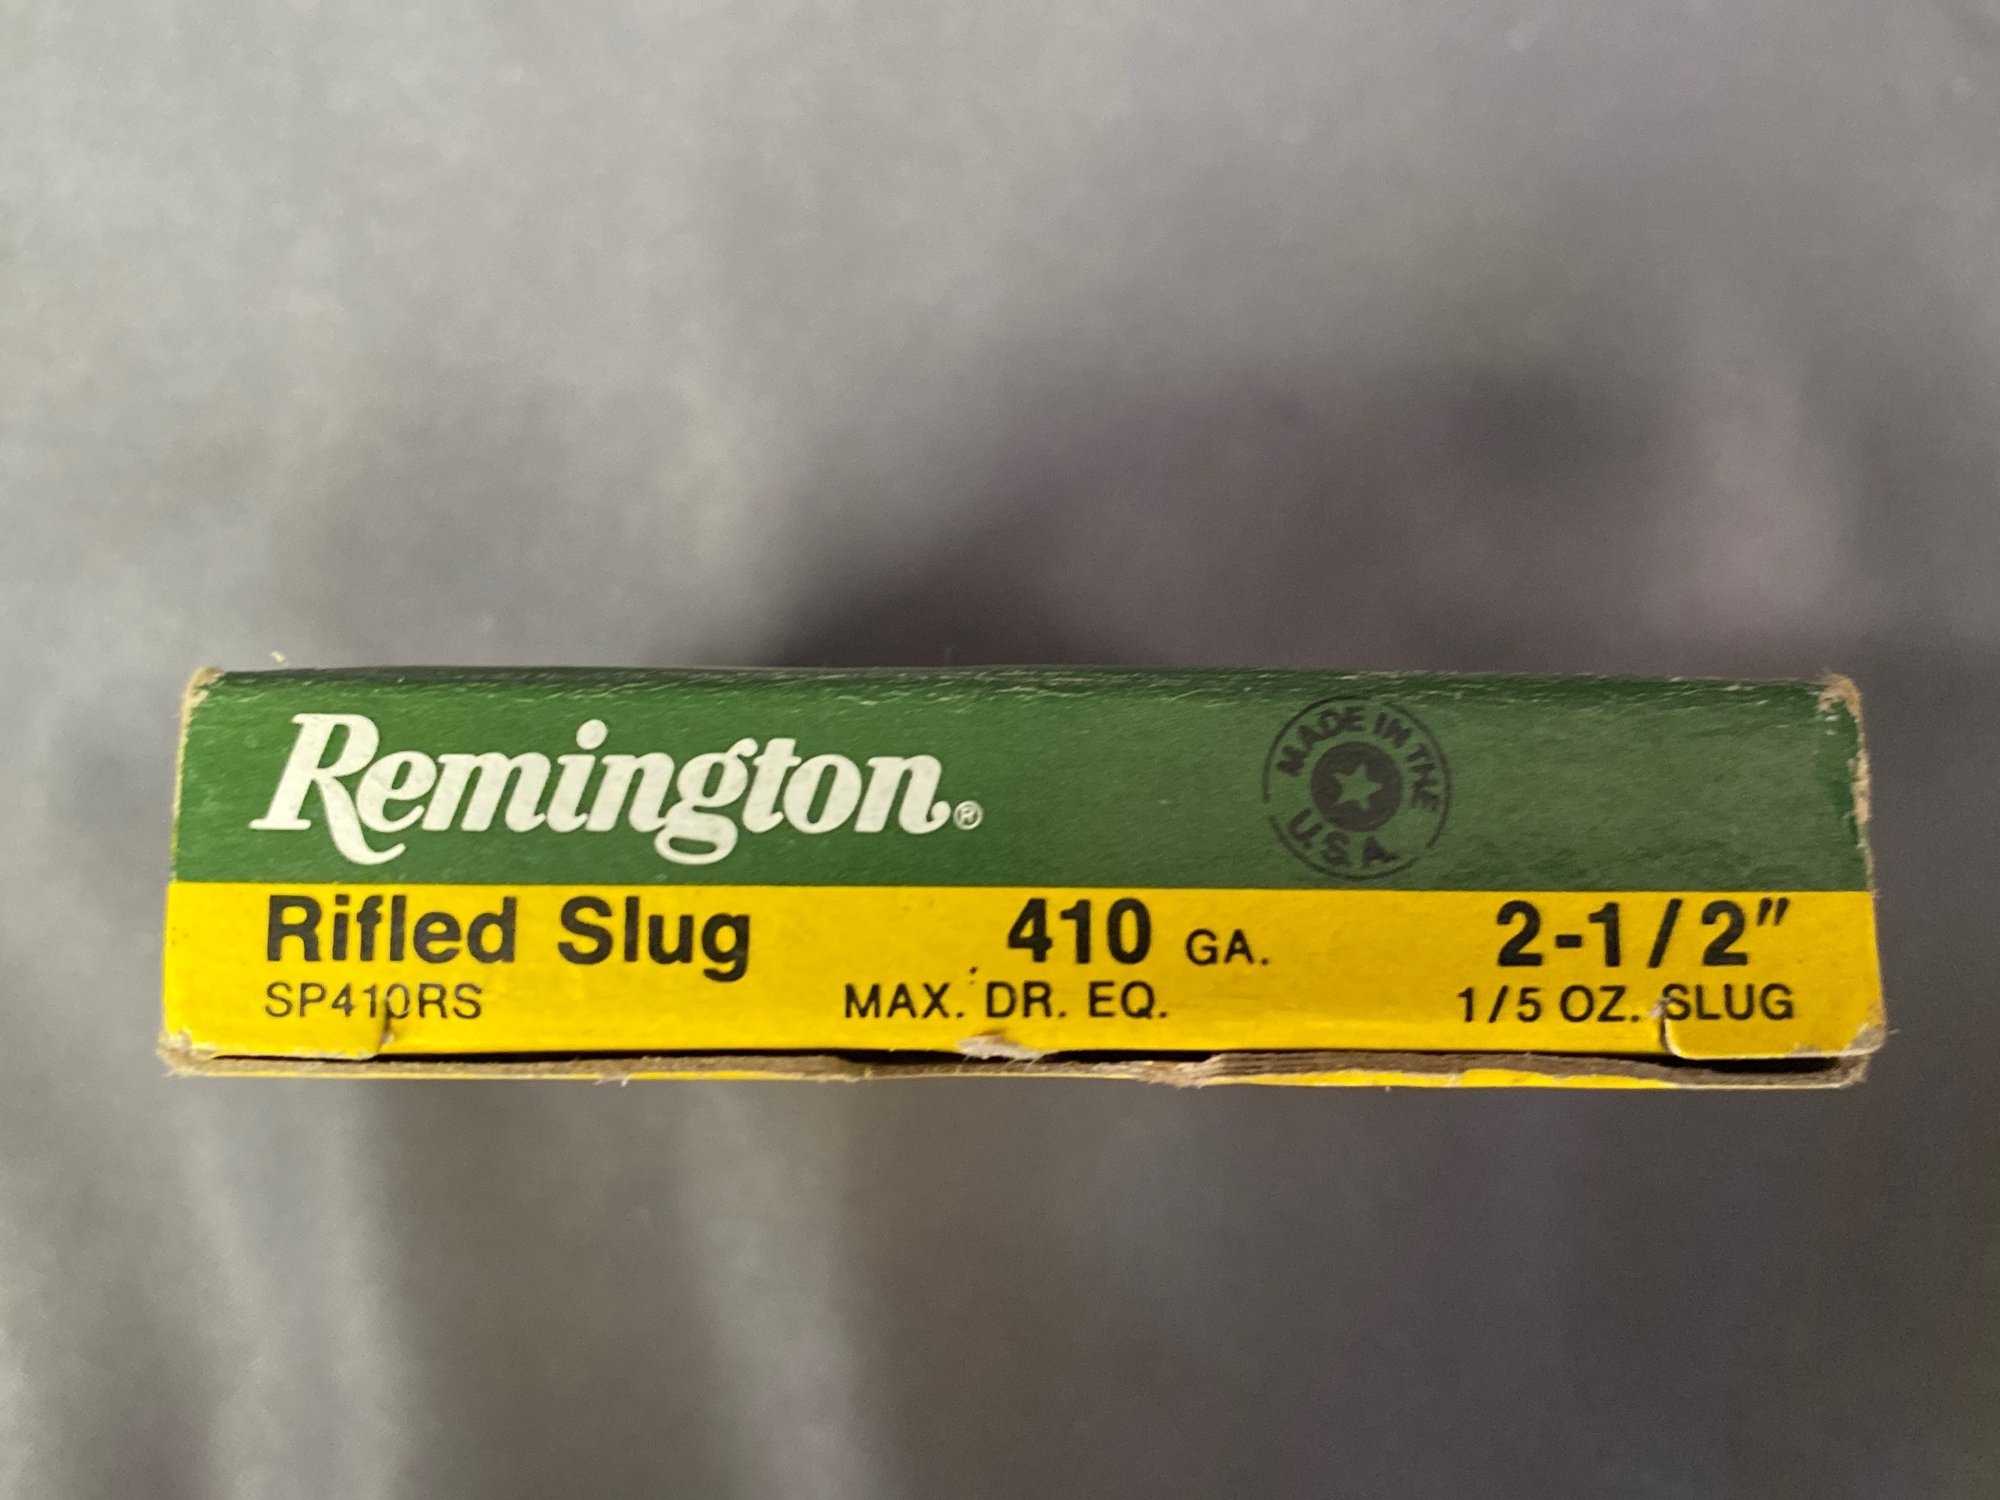 Remington®
MADE IN THE
U.S.A.
Rifled Slug 410 GA. 2-1/2"
SP410RS MAX. DR. EQ. 1/5 OZ. SLUG